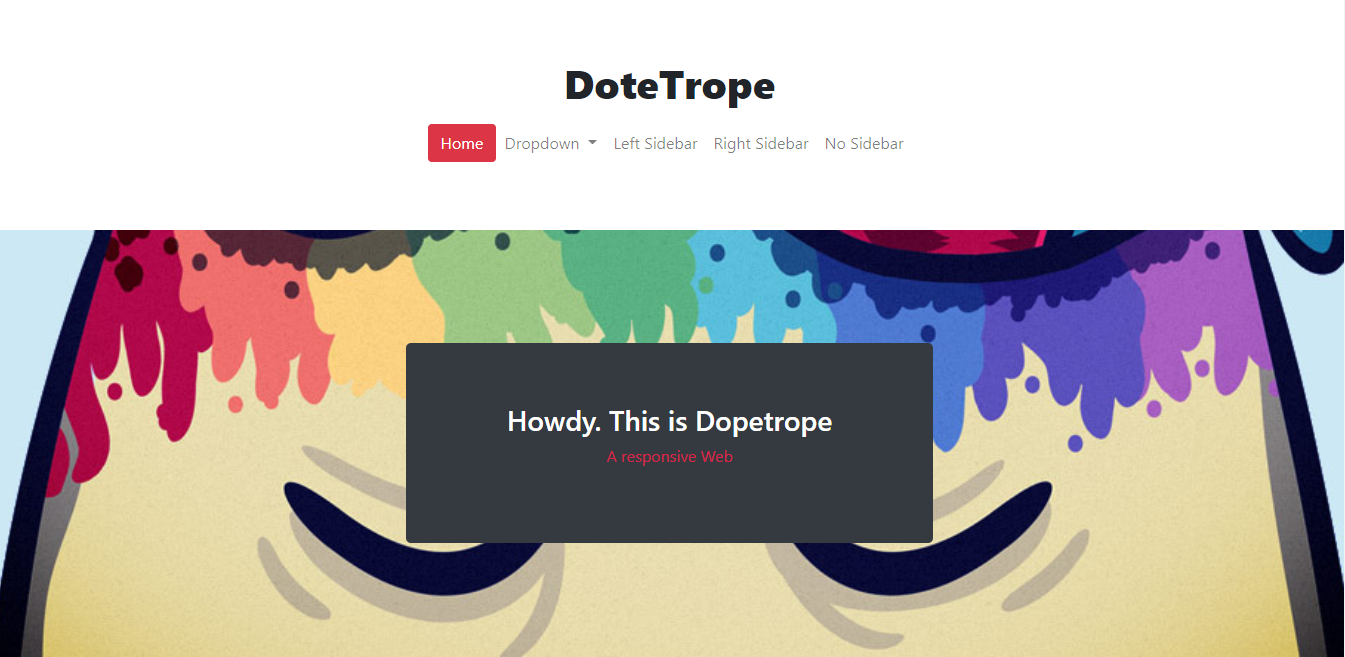 DoteTrope
Home Dropdown Left Sidebar Right Sidebar No Sidebar
Howdy. This is Dopetrope
A responsive Web